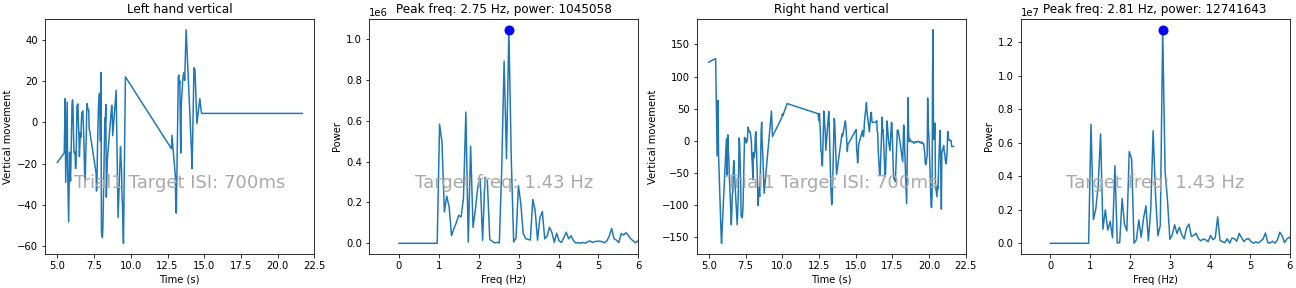 Left hand vertical
Vertical movement
40
20
0
−20
−40
−60
Trial1 Target ISI: 700ms
5.0 7.5 10.0 12.5 15.0 17.5 20.0 22.5
Time (s)
1e6
Peak freq: 2.75 Hz, power: 1045058
Power
1.0
0.8
0.6
0.4
0.2
0.0
Target freq: 1.43 Hz
0 1 2 3 4 5 6
Freq (Hz)
Right hand vertical
Vertical movement
150
100
50
0
−50
−100
−150
Trial1 Target ISI: 700ms
5.0 7.5 10.0 12.5 15.0 17.5 20.0 22.5
Time (s)
1e7
Peak freq: 2.81 Hz, power: 12741643
Power
1.2
1.0
0.8
0.6
0.4
0.2
0.0
Target freq: 1.43 Hz
0 1 2 3 4 5 6
Freq (Hz)